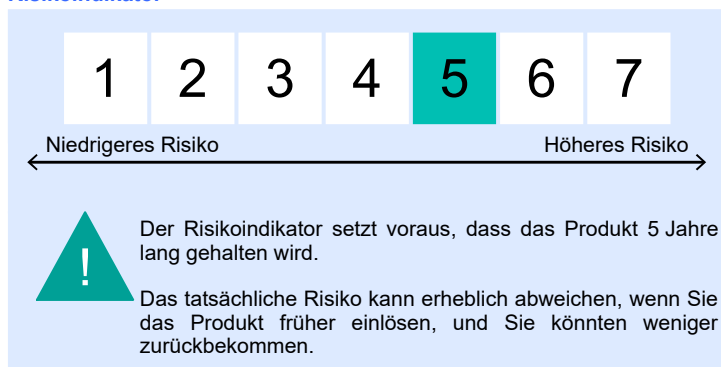 Risikoindikator
1 2 3 4 5 6 7
Niedrigeres Risiko Höheres Risiko
!
Der Risikoindikator setzt voraus, dass das Produkt 5 Jahre
lang gehalten wird.
Das tatsächliche Risiko kann erheblich abweichen, wenn Sie
das Produkt früher einlösen, und Sie könnten weniger
zurückbekommen.